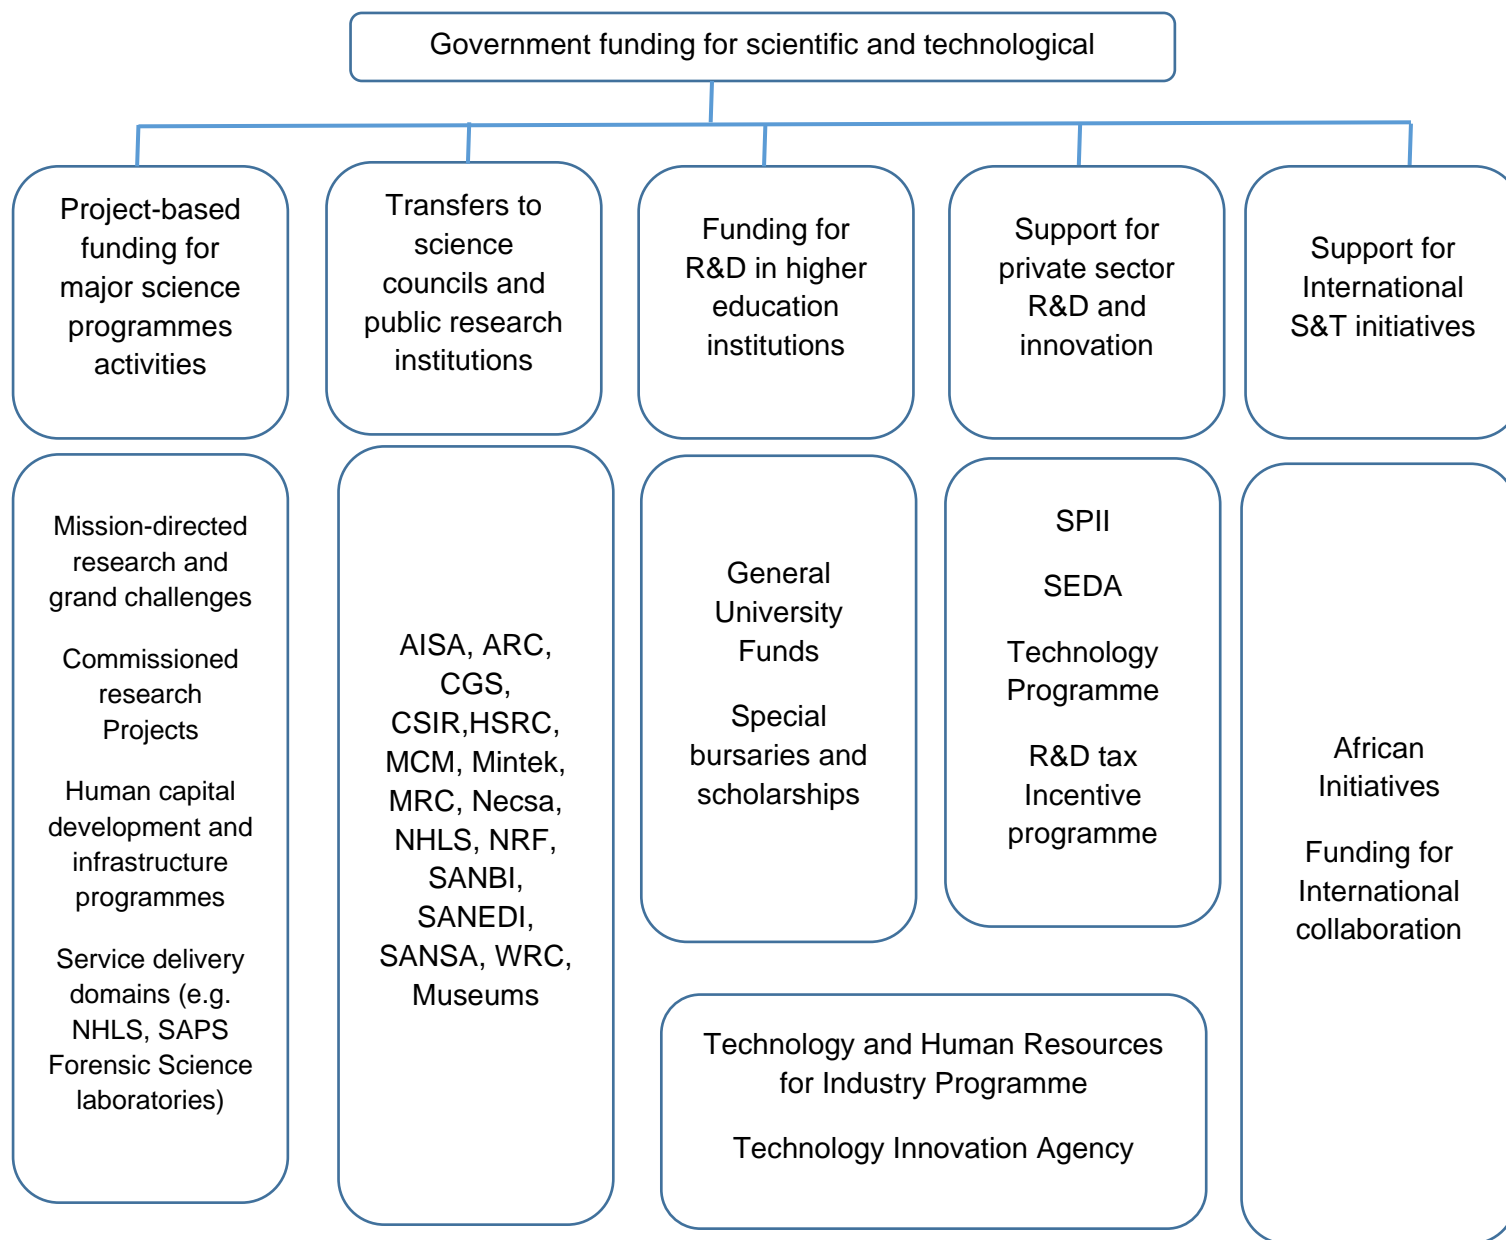 Government funding for scientific and technological
Project-based
funding for
major science
programmes
activities
Transfers to
science
councils and
public research
institutions
Funding for
R&D in higher
education
institutions
Support for
private sector
R&D and
innovation
Support for
International
S&T initiatives
Mission-directed
research and
grand challenges
Commissioned
research
Projects
Human capital
development and
infrastructure
programmes
Service delivery
domains (e.g.
NHLS, SAPS
Forensic Science
laboratories)
AISA, ARC,
CGS,
CSIR,HSRC,
MCM, Mintek,
MRC, Necsa,
NHLS, NRF,
SANBI,
SANEDI,
SANSA, WRC,
Museums
General
University
Funds
Special
bursaries and
scholarships
SPII
SEDA
Technology
Programme
R&D tax
Incentive
programme
African
Initiatives
Funding for
International
collaboration
Technology and Human Resources
for Industry Programme
Technology Innovation Agency